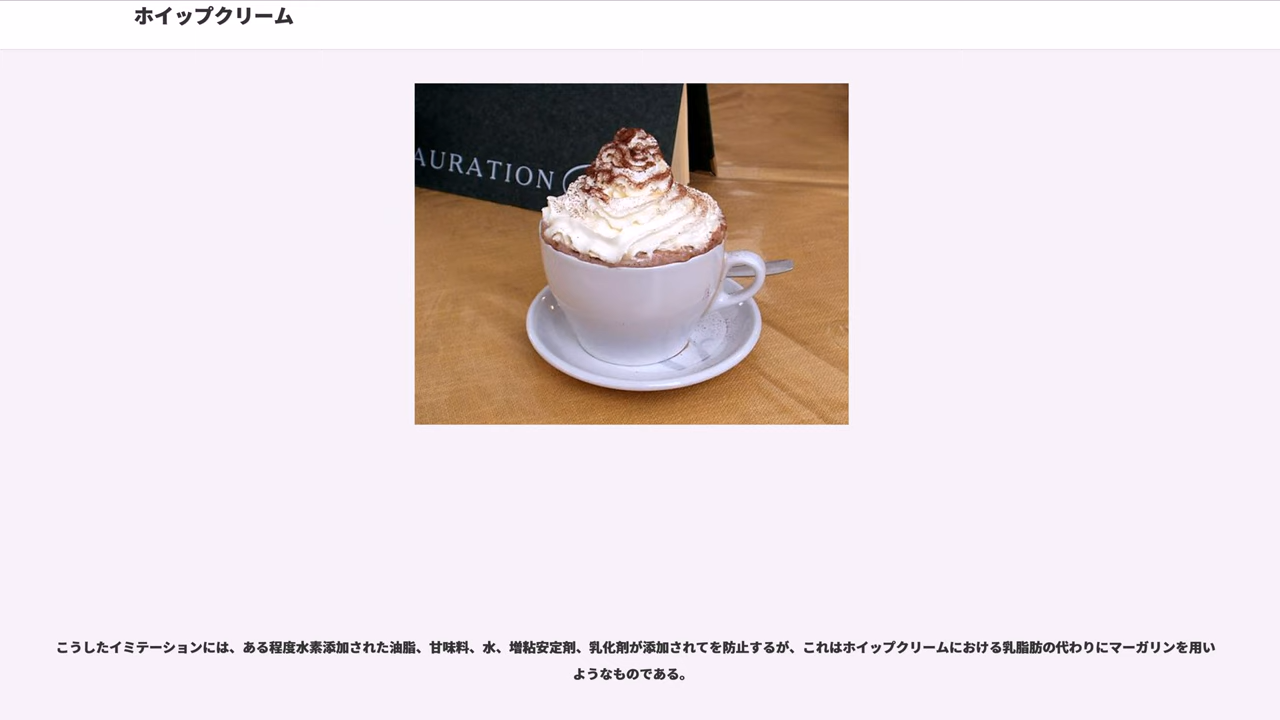 ホイップクリーム
AURATION
こうしたイミテーションには、ある程度水素添加された油脂、甘味料、水、増粘安定剤、乳化剤が添加されてを防止するが、これはホイップクリームにおける乳脂肪の代わりにマーガリンを用い
ようなものである。